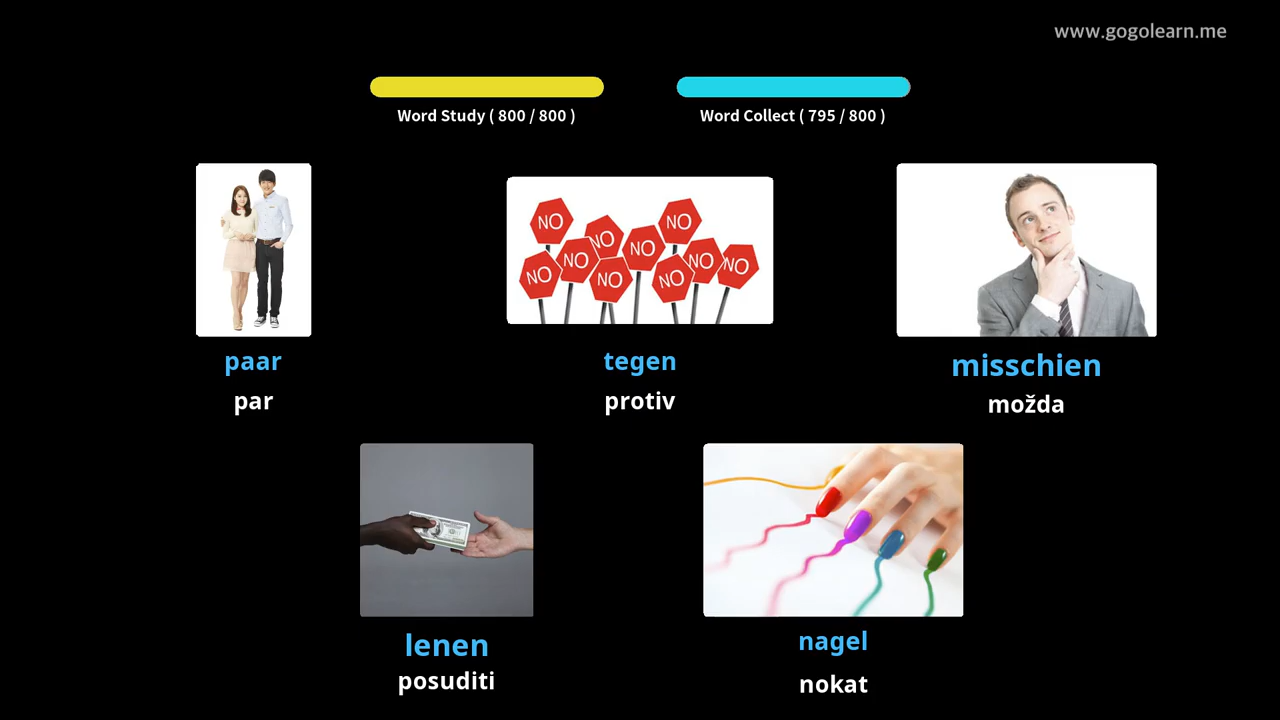 www.gogolearn.me
Word Study ( 800 / 800 )
Word Collect ( 795 / 800 )
NO
NO
NO
NO
NO
NO
NO
NO
NO
NO
paar
tegen
misschien
par
protiv
možda
lenen
nagel
posuditi
nokat